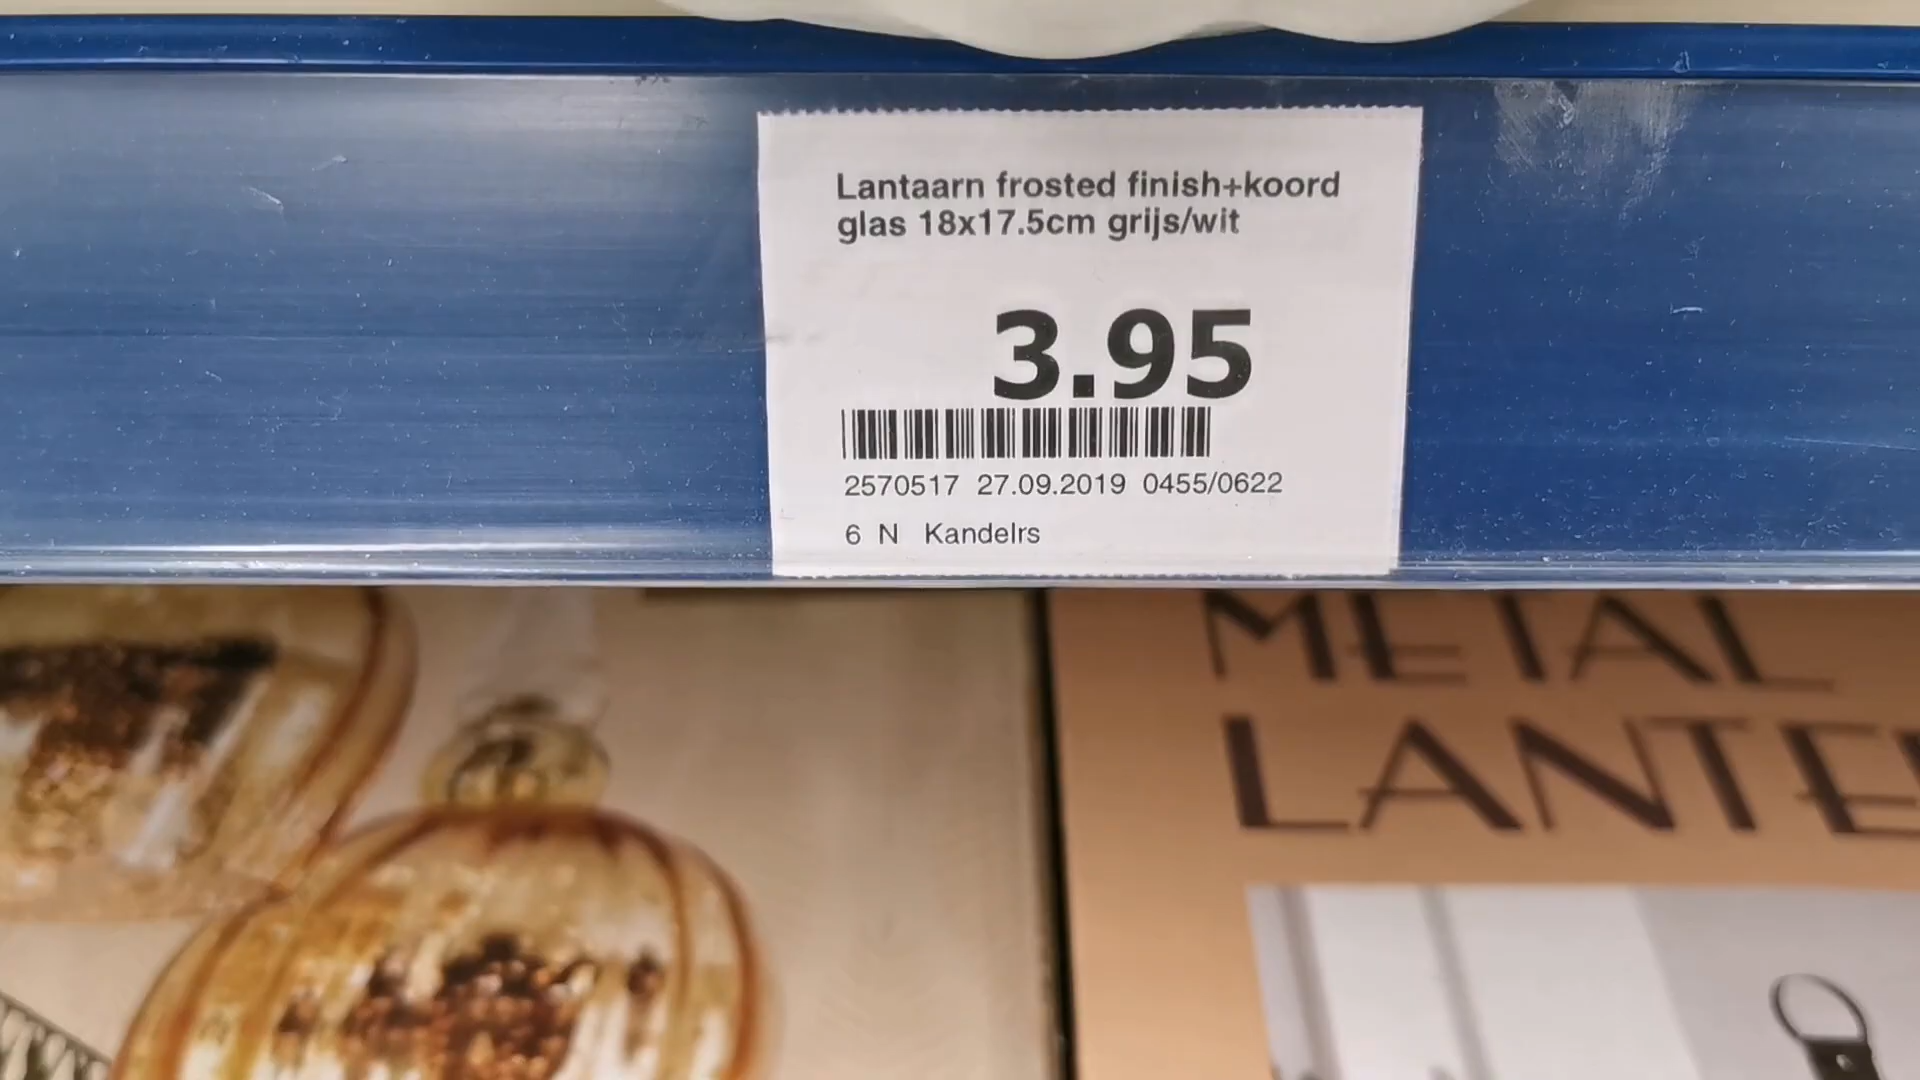 Lantaarn frosted finish+koord
glas 18x17.5cm grijs/wit
3.95
2570517 27.09.2019 0455/0622
6 N Kandelrs
METAL
LANTE